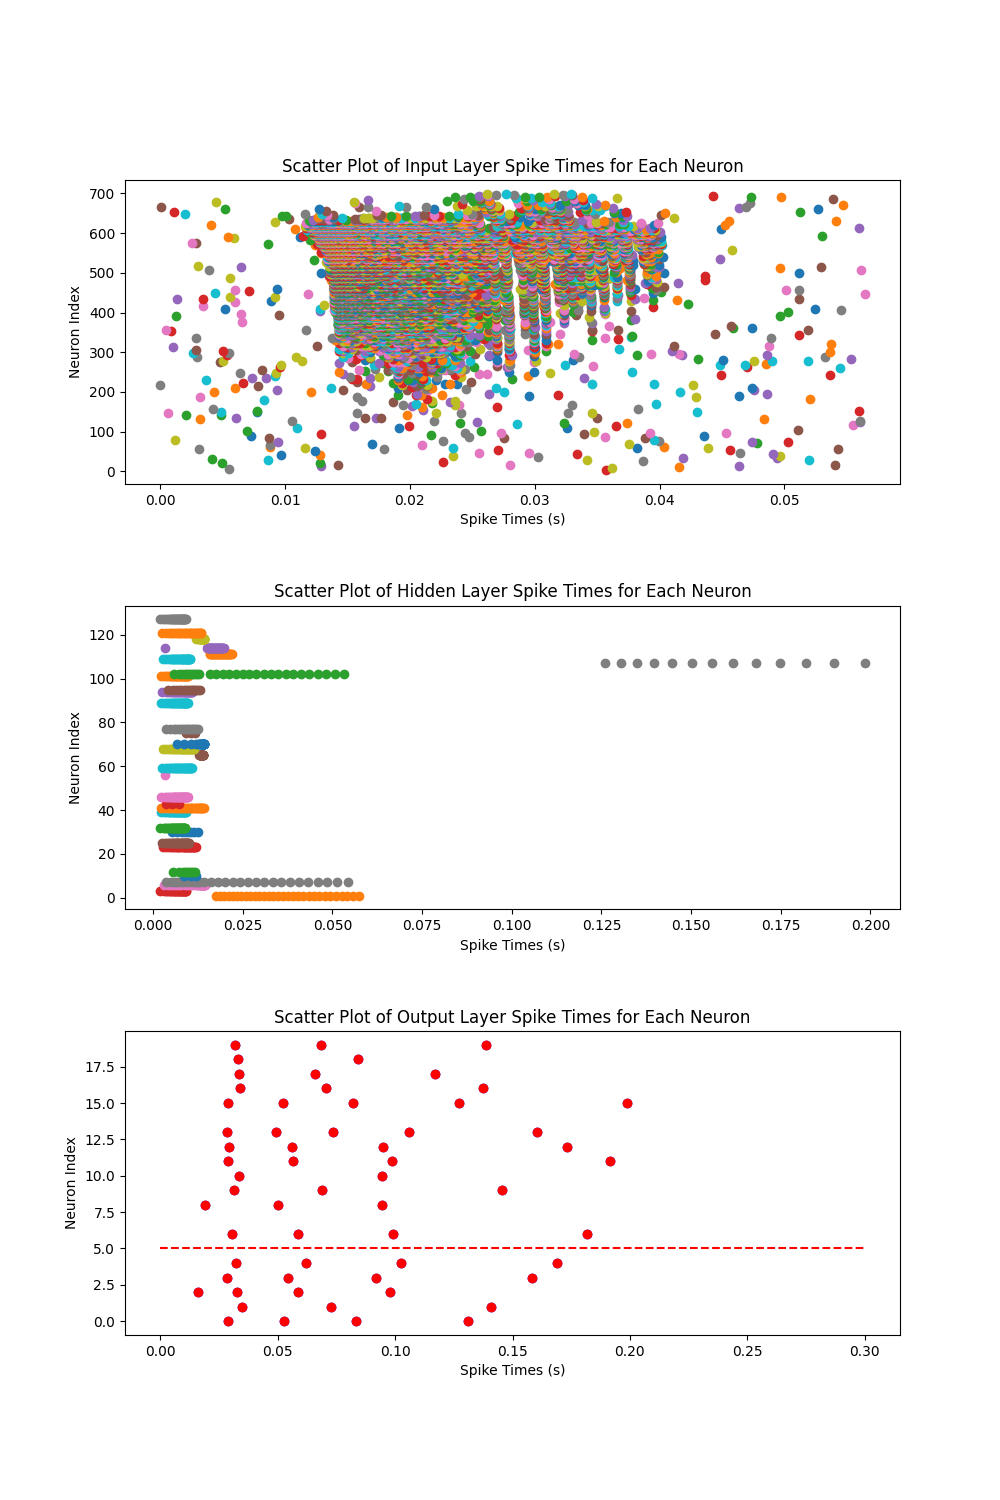 Scatter Plot of Input Layer Spike Times for Each Neuron
Neuron Index
700
600
500
400
300
200
100
0
0.00 0.01 0.02 0.03 0.04 0.05
Spike Times (s)
Scatter Plot of Hidden Layer Spike Times for Each Neuron
Neuron Index
120
100
80
60
40
20
0
0.000 0.025 0.050 0.075 0.100 0.125 0.150 0.175 0.200
Spike Times (s)
Scatter Plot of Output Layer Spike Times for Each Neuron
Neuron Index
17.5
15.0
12.5
10.0
7.5
5.0
2.5
0.0
0.00 0.05 0.10 0.15 0.20 0.25 0.30
Spike Times (s)